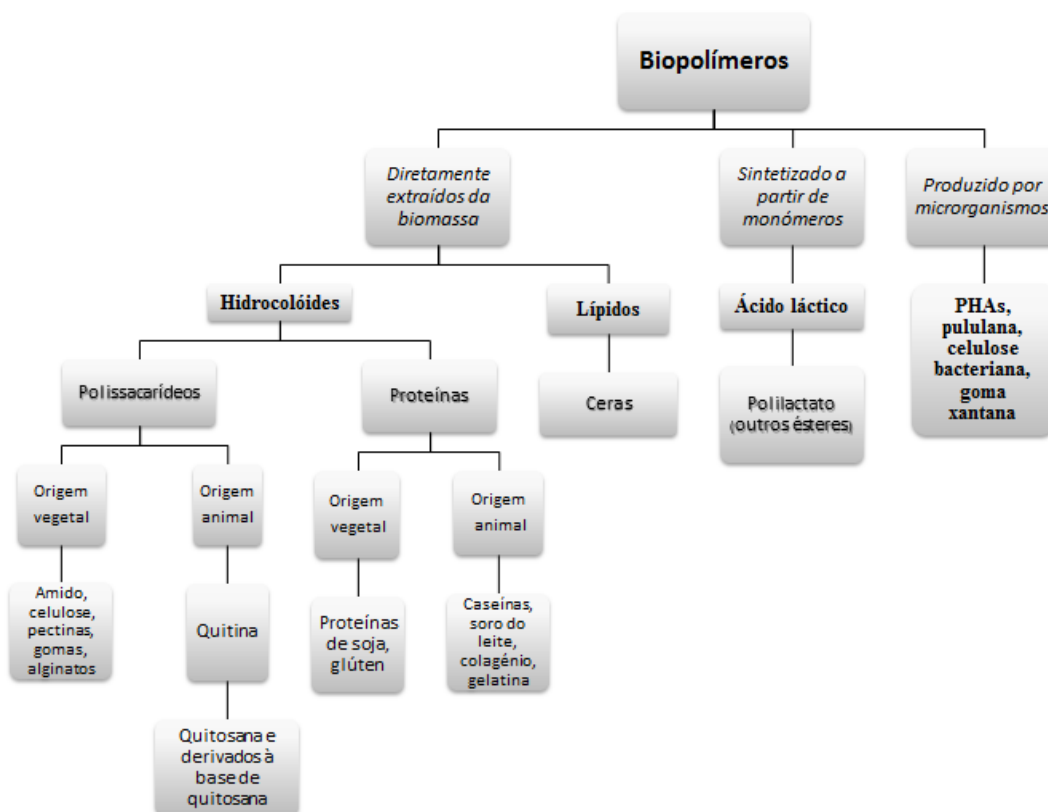 Biopolímeros
Diretamente
extraídos da
biomassa
Sintetizado a
partir de
monómeros
Produzido por
microrganismos
Hidrocolóides
Lípidos
Ácido láctico
PHAs,
pululana,
celulose
bacteriana,
goma
xantana
Polissacarídeos
Proteínas
Ceras
Polilactato
(outros ésteres)
Origem
vegetal
Origem
animal
Origem
vegetal
Origem
animal
Amido,
celulose,
pectinas,
gomas,
alginatos
Quitina
Proteínas
de soja,
glúten
Caseínas,
soro do
leite,
colagénio,
gelatina
Quitosana e
derivados à
base de
quitosana